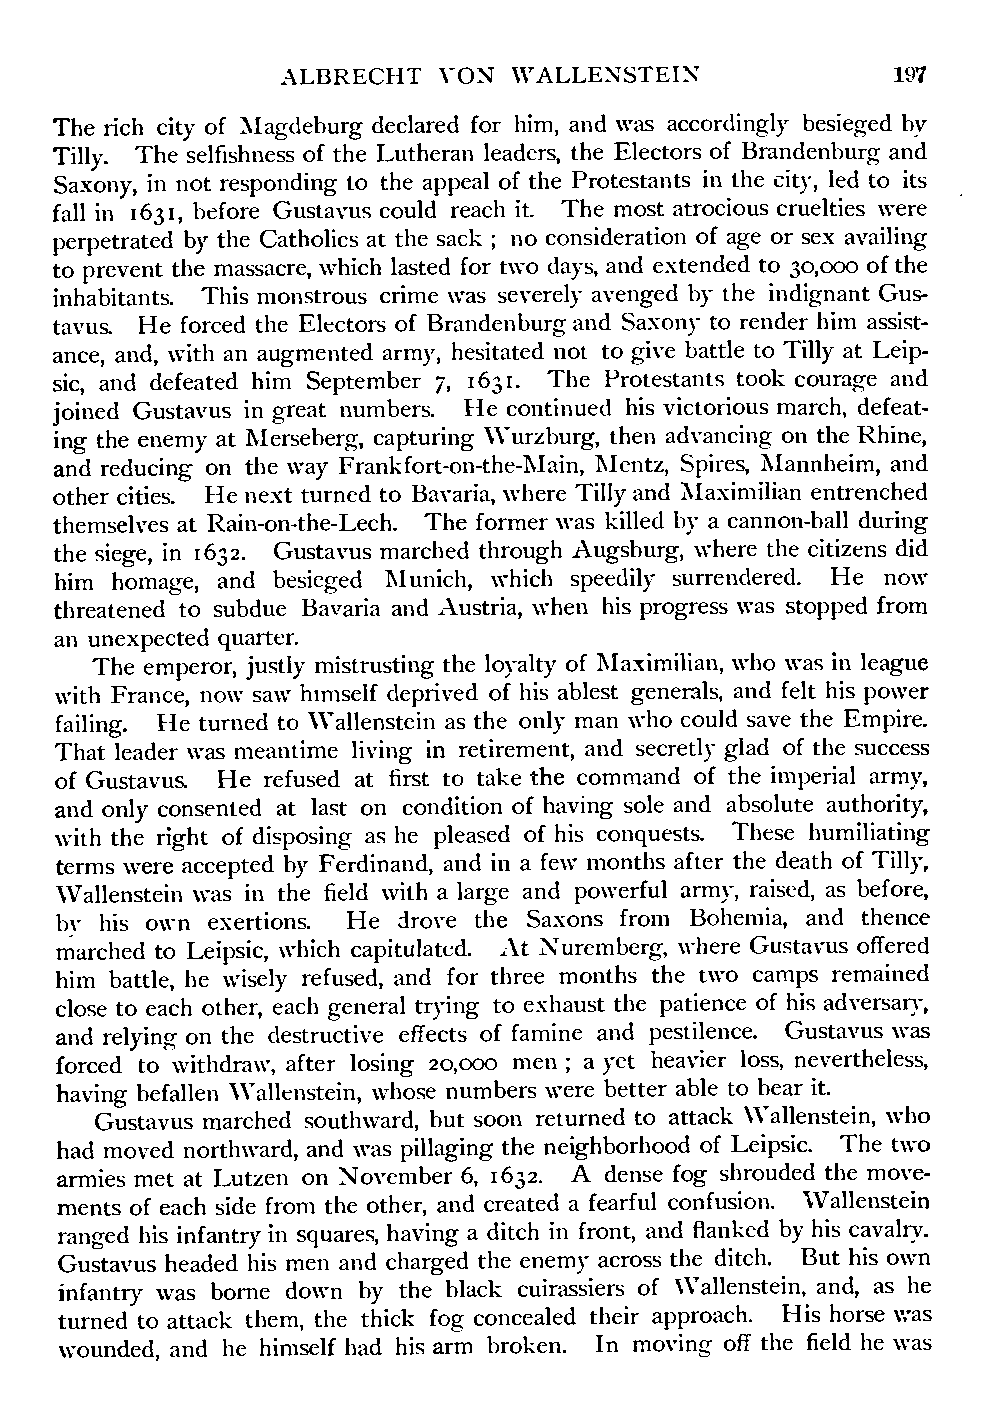 ALBRECHT VON WALLENSTEIN 197
The rich city of Magdeburg declared for him, and was accordingly besieged by
Tilly. The selfishness of the Lutheran leaders, the Electors of Brandenburg and
Saxony, in not responding to the appeal of the Protestants in the city, led to its
fall in 1631, before Gustavus could reach it. The most atrocious cruelties were
perpetrated by the Catholics at the sack ; no consideration of age or sex availing
to prevent the massacre, which lasted for two days, and extended to 30,000 of the
inhabitants. This monstrous crime was severely avenged by the indignant Gus-
tavus. He forced the Electors of Brandenburg and Saxony to render him assist-
ance, and, with an augmented army, hesitated not to give battle to Tilly at Leip-
sic, and defeated him September 7, 1631. The Protestants took courage and
joined Gustavus in great numbers. He continued his victorious march, defeat-
ing the enemy at Merseberg, capturing Wurzburg, then advancing on the Rhine,
and reducing on the way Frankfort-on-the-Main, Mentz, Spires, Mannheim, and
other cities. He next turned to Bavaria, where Tilly and Maximilian entrenched
themselves at Rain-on-the-Lech. The former was killed by a cannon-ball during
the siege, in 1632. Gustavus marched through Augsburg, where the citizens did
him homage, and besieged Munich, which speedily surrendered. He now
threatened to subdue Bavaria and Austria, when his progress was stopped from
an unexpected quarter.
The emperor, justly mistrusting the loyalty of Maximilian, who was in league
with France, now saw himself deprived of his ablest generals, and felt his power
failing. He turned to Wallenstein as the only man who could save the Empire.
That leader was meantime living in retirement, and secretly glad of the success
of Gustavus. He refused at first to take the command of the imperial army,
and only consented at last on condition of having sole and absolute authority,
with the right of disposing as he pleased of his conquests. These humiliating
terms were accepted by Ferdinand, and in a few months after the death of Tilly,
Wallenstein was in the field with a large and powerful army, raised, as before,
by his own exertions. He drove the Saxons from Bohemia, and thence
marched to Leipsic, which capitulated. At Nuremberg, where Gustavus offered
him battle, he wisely refused, and for three months the two camps remained
close to each other, each general trying to exhaust the patience of his adversary,
and relying on the destructive effects of famine and pestilence. Gustavus was
forced to withdraw, after losing 20,000 men ; a yet heavier loss, nevertheless,
having befallen Wallenstein, whose numbers were better able to bear it.
Gustavus marched southward, but soon returned to attack Wallenstein, who
had moved northward, and was pillaging the neighborhood of Leipsic. The two
armies met at Lutzen on November 6, 1632. A dense fog shrouded the move-
ments of each side from the other, and created a fearful confusion. Wallenstein
ranged his infantry in squares, having a ditch in front, and flanked by his cavalry.
Gustavus headed his men and charged the enemy across the ditch. But his own
infantry was borne down by the black cuirassiers of Wallenstein, and, as he
turned to attack them, the thick fog concealed their approach. His horse was
wounded, and he himself had his arm broken. In moving off the field he was